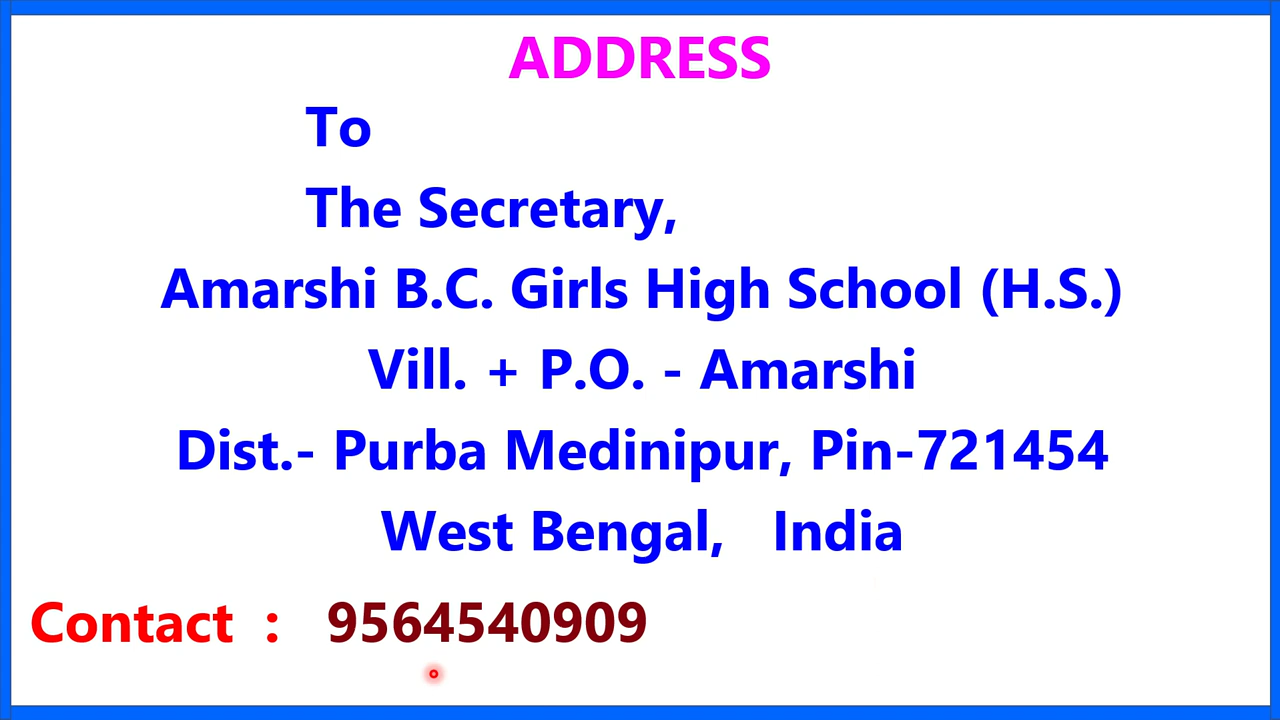 ADDRESS
To
The Secretary,
Amarshi B.C. Girls High School (H.S.)
Vill. + P.O. - Amarshi
Dist.- Purba Medinipur, Pin-721454
West Bengal, India
Contact : 9564540909